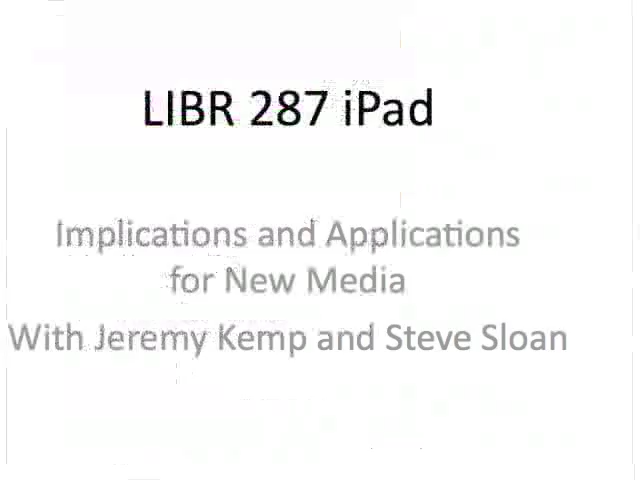 LIBR 287 iPad
Implications and Applications
for New Media
With Jeremy Kemp and Steve Sloan